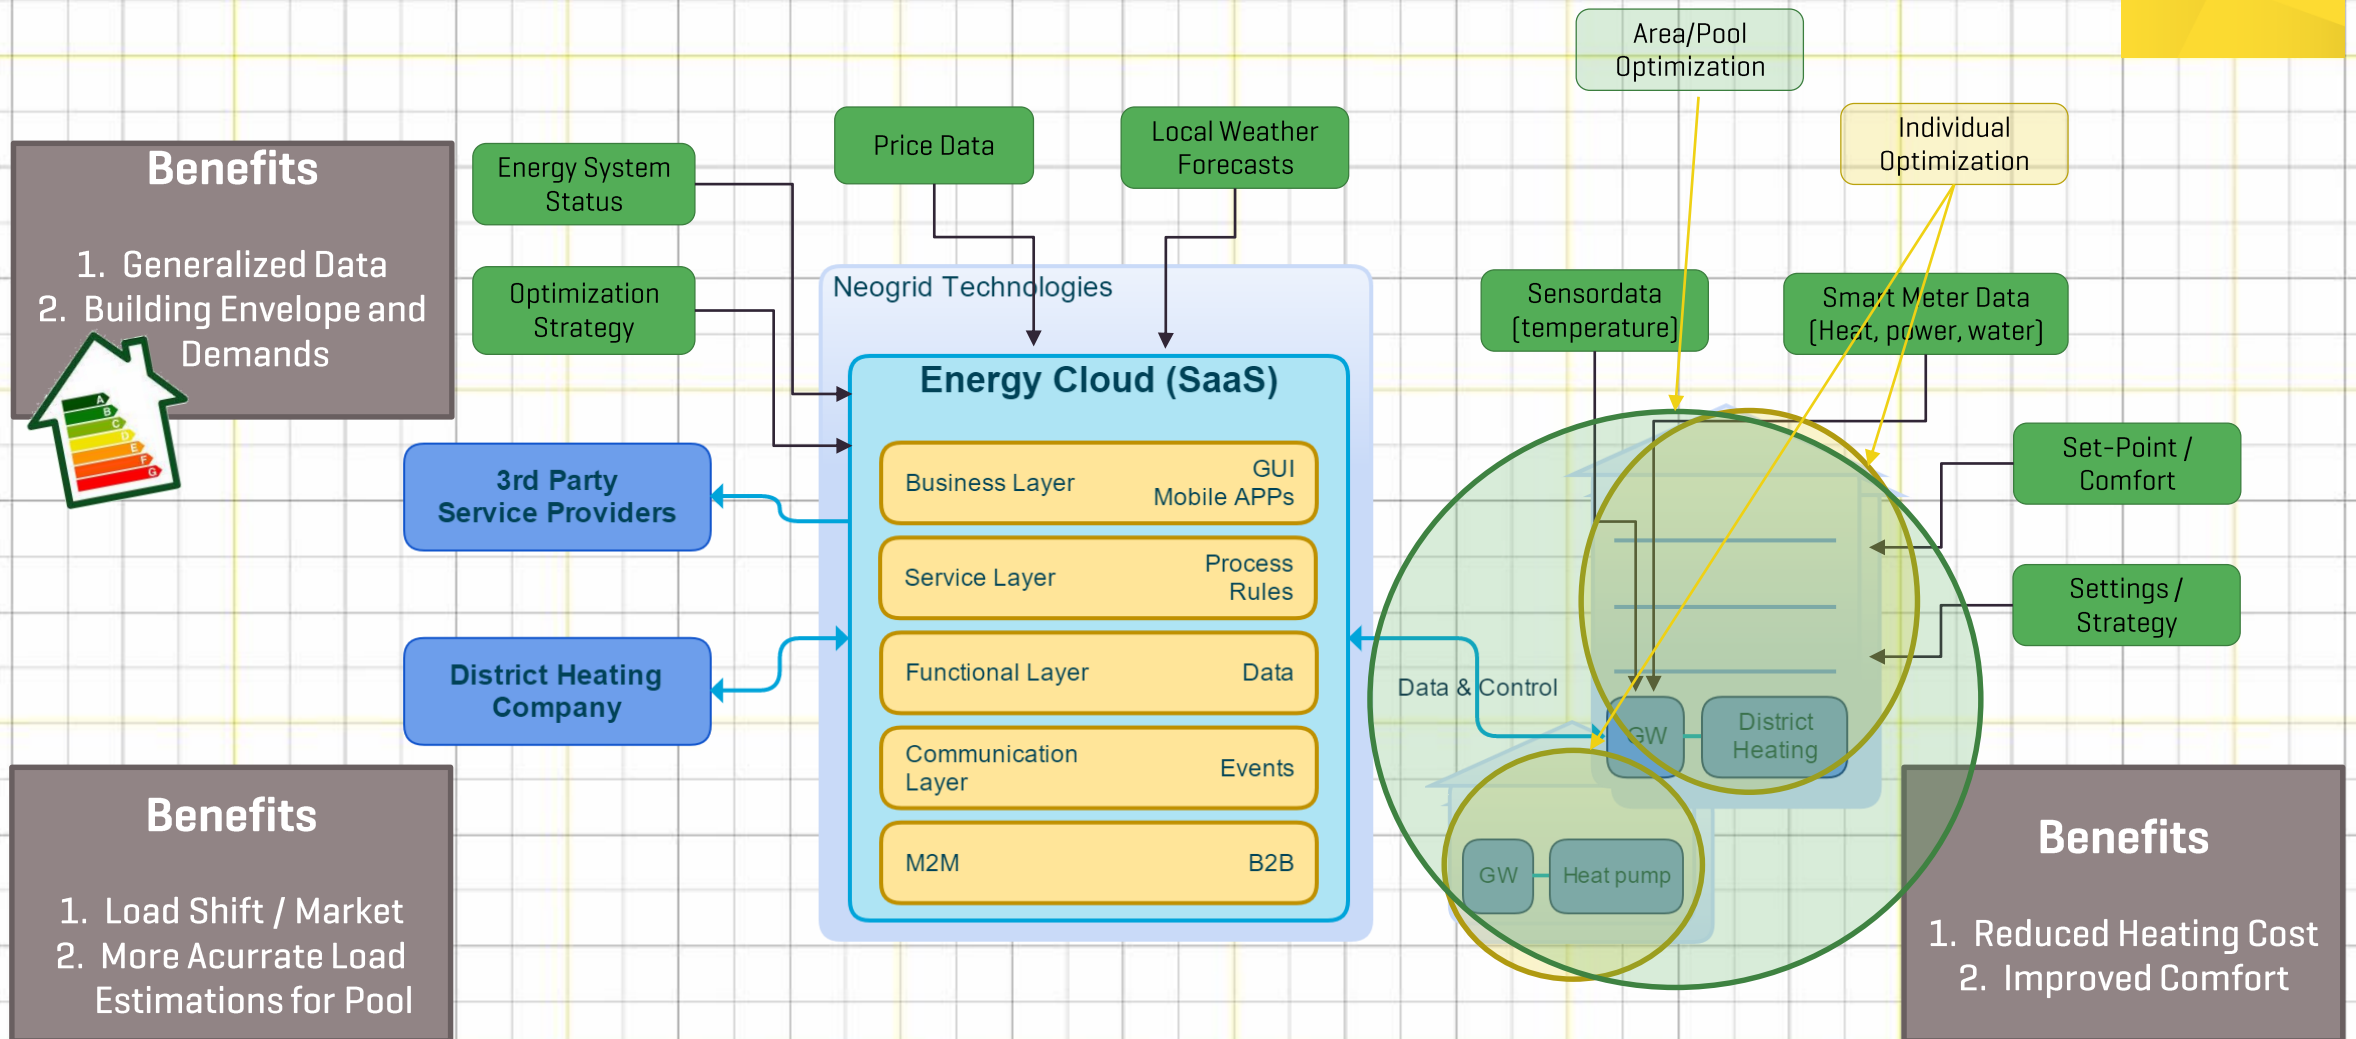 Area/Pool
Optimization
Individual
Optimization
Benefits
1. Generalized Data
2. Building Envelope and
Demands
A
B
C
D
E
F
G
Energy System
Status
Price Data
Local Weather
Forecasts
Optimization
Strategy
Sensordata
(temperature)
Smart Meter Data
(Heat, power, water)
Neogrid Technologies
Energy Cloud (SaaS)
Business Layer
GUI
Mobile APPs
Service Layer
Process
Rules
Functional Layer
Data
Communication
Layer
Events
M2M
B2B
3rd Party
Service Providers
District Heating
Company
Data & Control
Set-Point /
Comfort
Settings /
Strategy
GW
District
Heating
GW
Heat pump
Benefits
1. Load Shift / Market
2. More Acurrate Load
Estimations for Pool
Benefits
1. Reduced Heating Cost
2. Improved Comfort